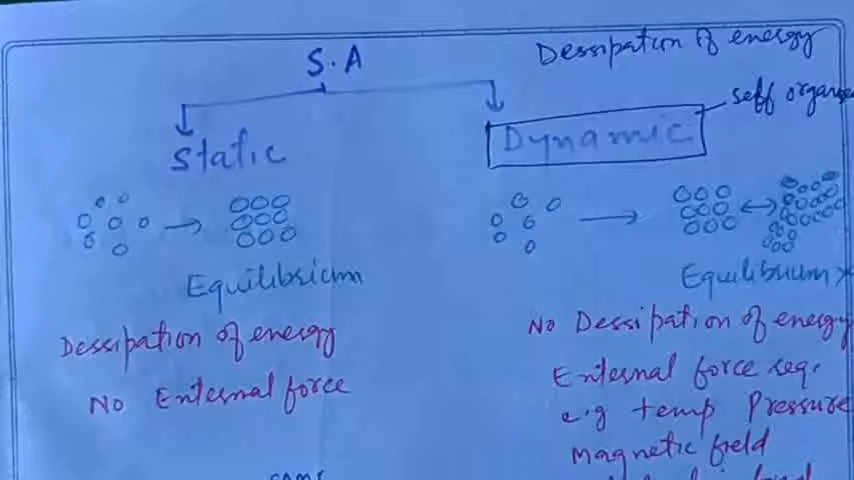 S.A
Dessipation of energy
self organise
Static
Dynamic
Equilibrium
Equilibrium
Dessipation of energy
No External force
No Dessipation of energy
External force req.
e.g temp Pressure
Magnetic field